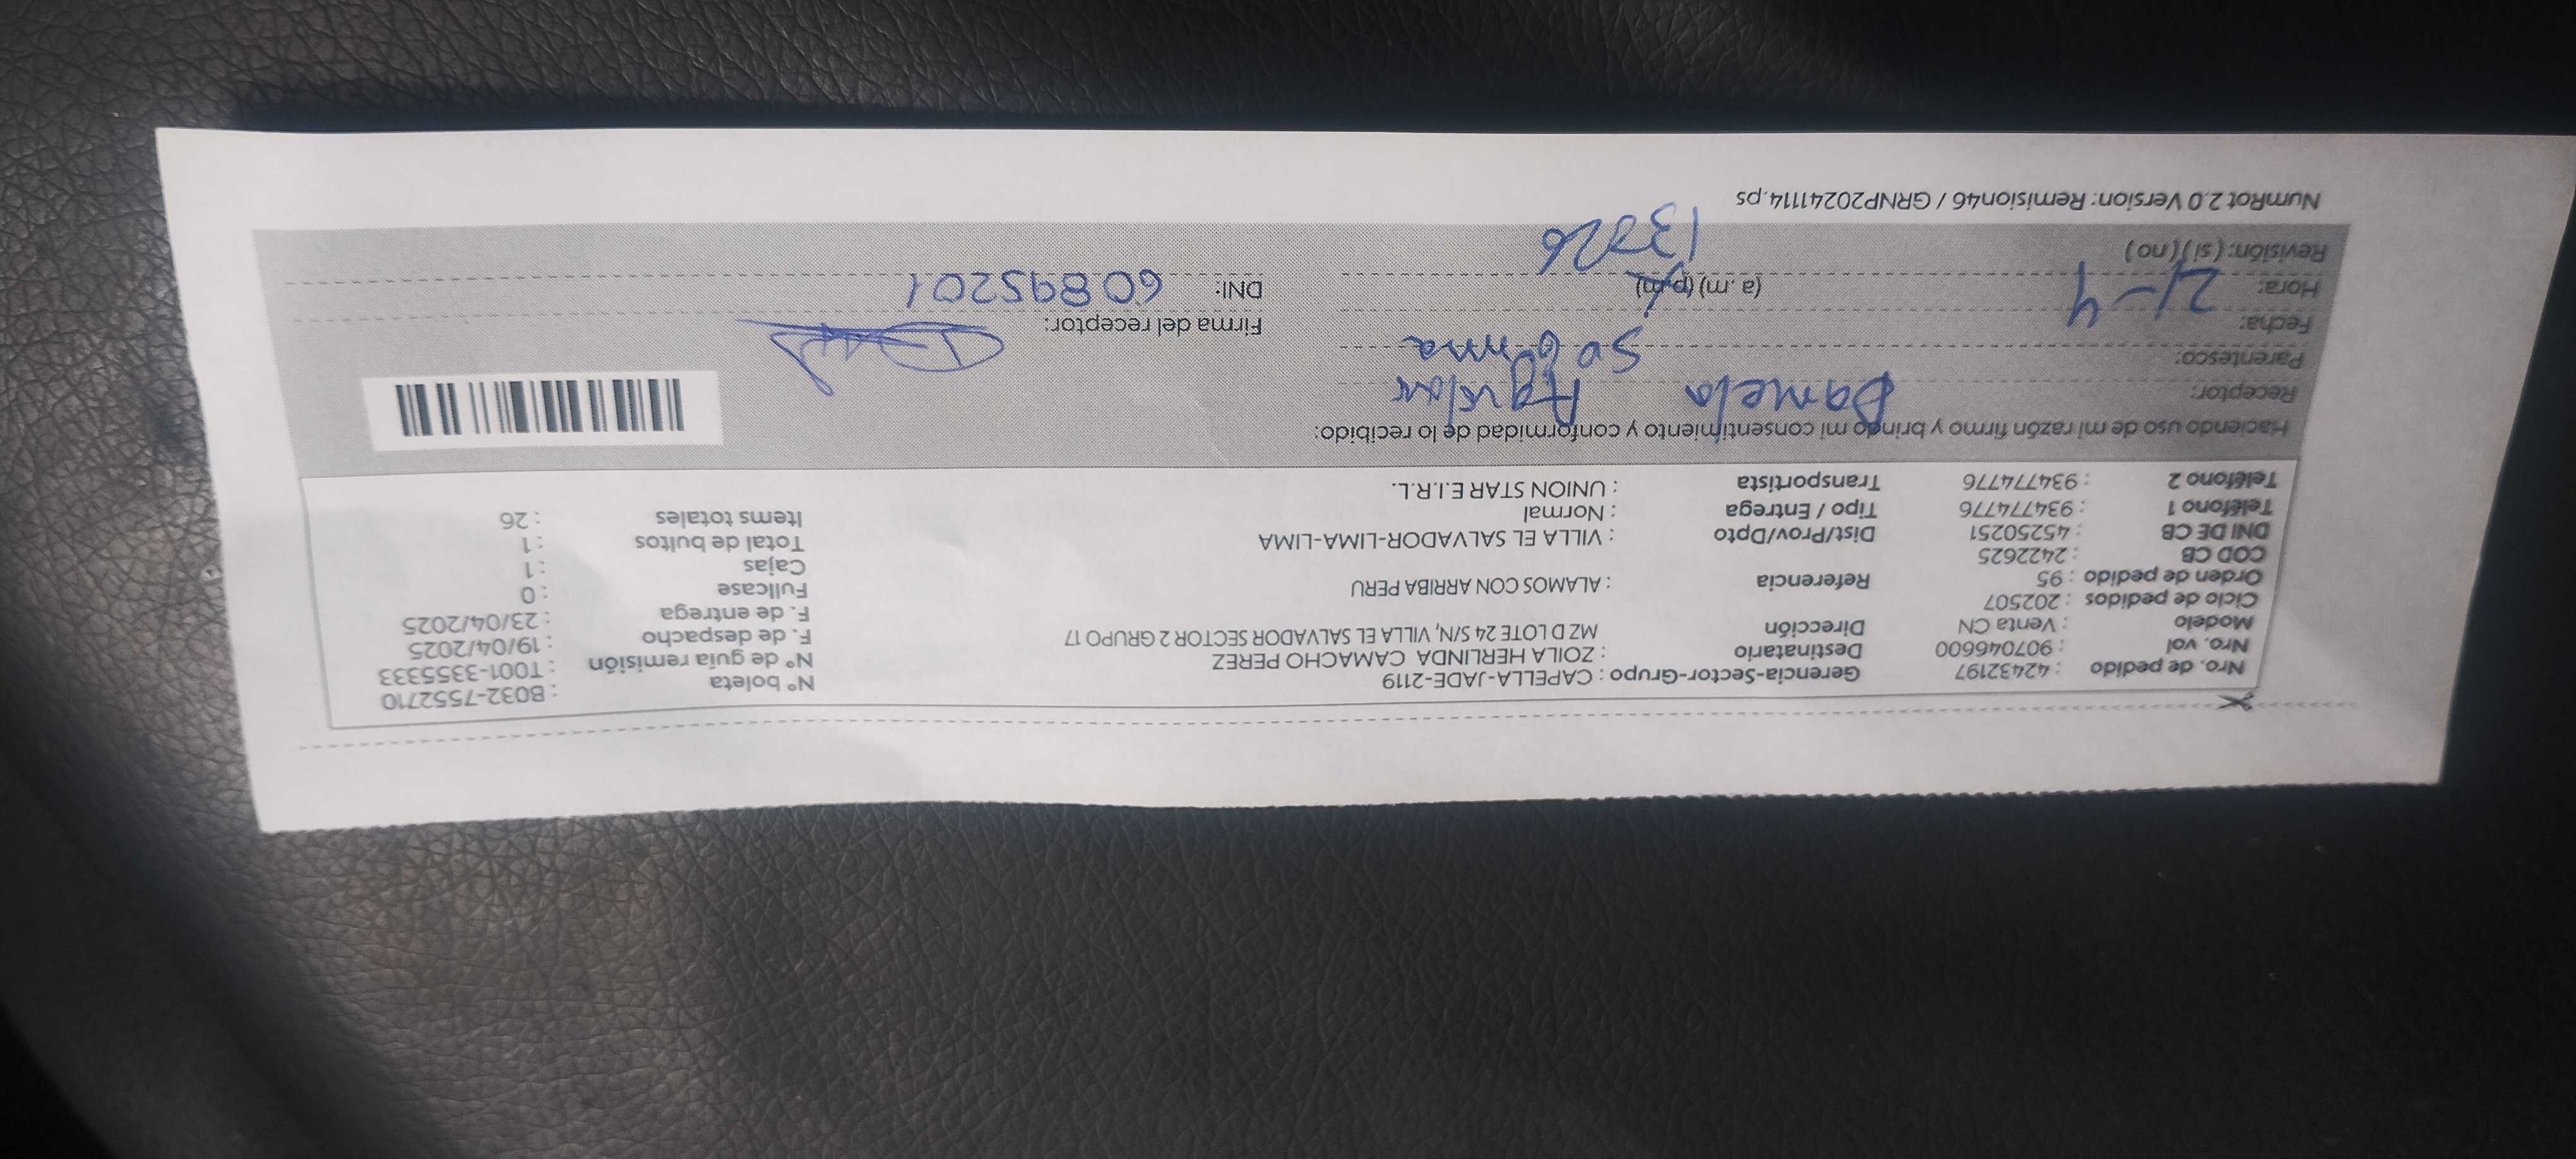 Nro. de pedido : 42432197
Nro. vol : 907046600
Modelo : Venta CN
Ciclo de pedidos : 202507
Orden de pedido : 95
COD CB : 2422625
DNI DE CB : 45250251
Teléfono 1 : 934774776
Teléfono 2 : 934774776
Gerencia-Sector-Grupo : CAPELLA-JADE-2119
Destinatario : ZOILA HERLINDA CAMACHO PEREZ
Dirección MZ D LOTE 24 S/N, VILLA EL SALVADOR SECTOR 2 GRUPO 17
Referencia : ALAMOS CON ARRIBA PERU
Dist/Prov/Dpto : VILLA EL SALVADOR-LIMA-LIMA
Tipo / Entrega : Normal
Transportista : UNION STAR E.I.R.L.
Nº boleta : B032-7552710
Nº de guía remisión : T001-3355333
F. de despacho : 19/04/2025
F. de entrega : 23/04/2025
Fullcase : 0
Cajas : 1
Total de bultos : 1
Items totales : 26
Haciendo uso de mi razón firmo y brindo mi consentimiento y conformidad de lo recibido:
Receptor: Daniela Aguilar
Parentesco: Sobrina
Fecha: 21-4
Hora: (a.m) (p.m) 13:26
Revisión: (si) (no)
Firma del receptor:
DNI: 60895201
NumRot 2.0 Version: Remision46 / GRNP20241114.ps